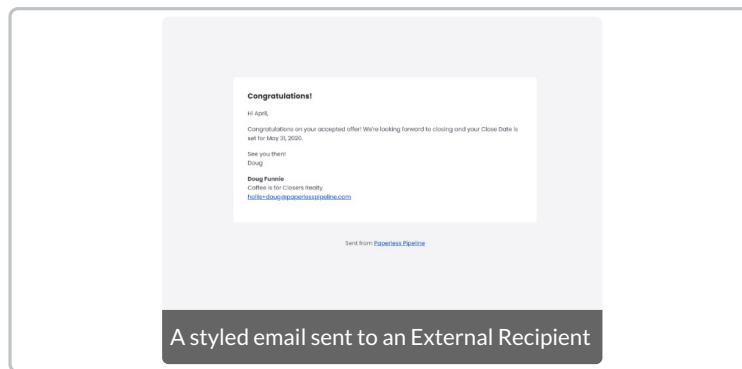 Congratulations!
Hi April,
Congratulations on your accepted offer! We're looking forward to closing and your Close Date is
set for May 31, 2020.
See you then!
Doug
Doug Funnie
Coffee is for Closers Realty
hollis+doug@paperlesspipeline.com
Sent from Paperless Pipeline
A styled email sent to an External Recipient